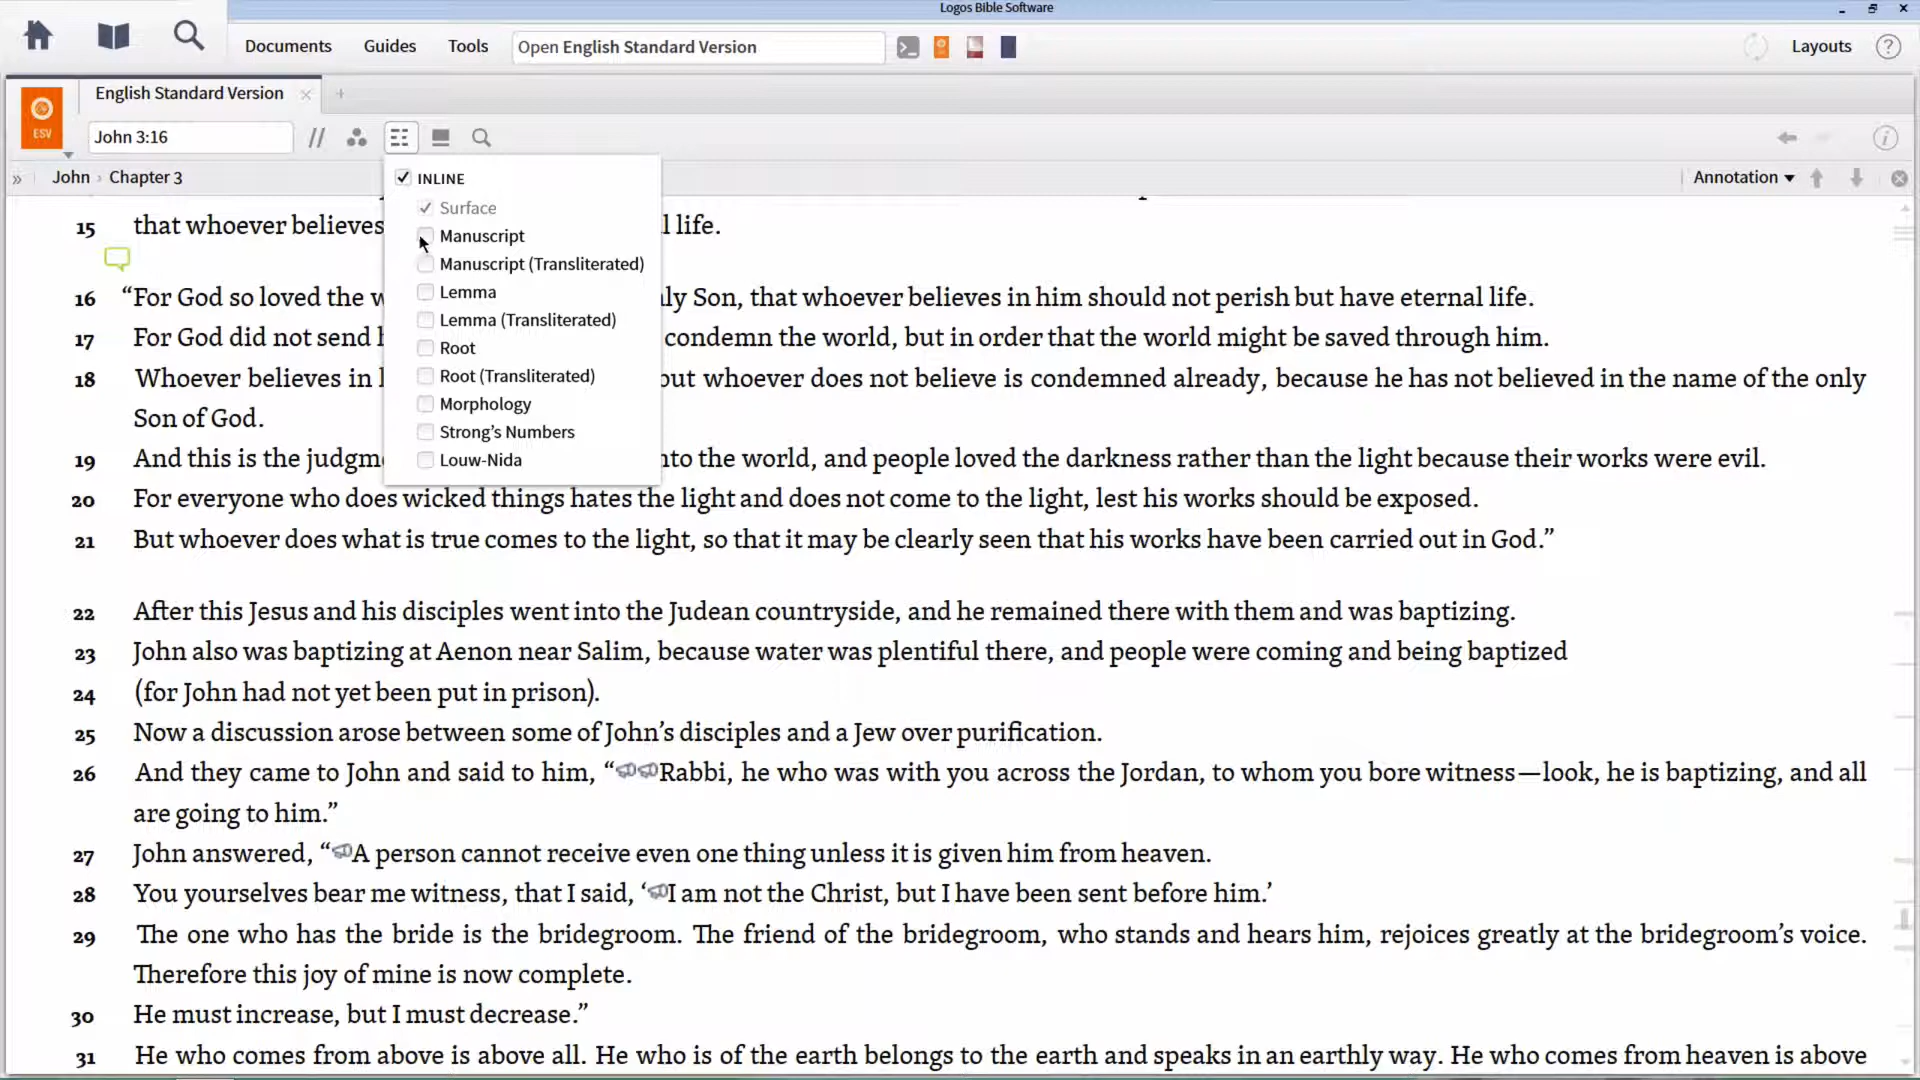 Logos Bible Software
Documents Guides Tools Open English Standard Version Layouts ?
English Standard Version × +
ESV
John 3:16 //
» John › Chapter 3 Annotation
INLINE
Surface
Manuscript
Manuscript (Transliterated)
Lemma
Lemma (Transliterated)
Root
Root (Transliterated)
Morphology
Strong’s Numbers
Louw-Nida
15 that whoever believes l life.
16 “For God so loved the w ly Son, that whoever believes in him should not perish but have eternal life.
17 For God did not send condemn the world, but in order that the world might be saved through him.
18 Whoever believes in but whoever does not believe is condemned already, because he has not believed in the name of the only
Son of God.
19 And this is the judgm nto the world, and people loved the darkness rather than the light because their works were evil.
20 For everyone who does wicked things hates the light and does not come to the light, lest his works should be exposed.
21 But whoever does what is true comes to the light, so that it may be clearly seen that his works have been carried out in God.”
22 After this Jesus and his disciples went into the Judean countryside, and he remained there with them and was baptizing.
23 John also was baptizing at Aenon near Salim, because water was plentiful there, and people were coming and being baptized
24 (for John had not yet been put in prison).
25 Now a discussion arose between some of John’s disciples and a Jew over purification.
26 And they came to John and said to him, “Rabbi, he who was with you across the Jordan, to whom you bore witness—look, he is baptizing, and all
are going to him.”
27 John answered, “A person cannot receive even one thing unless it is given him from heaven.
28 You yourselves bear me witness, that I said, ‘I am not the Christ, but I have been sent before him.’
29 The one who has the bride is the bridegroom. The friend of the bridegroom, who stands and hears him, rejoices greatly at the bridegroom’s voice.
Therefore this joy of mine is now complete.
30 He must increase, but I must decrease.”
31 He who comes from above is above all. He who is of the earth belongs to the earth and speaks in an earthly way. He who comes from heaven is above